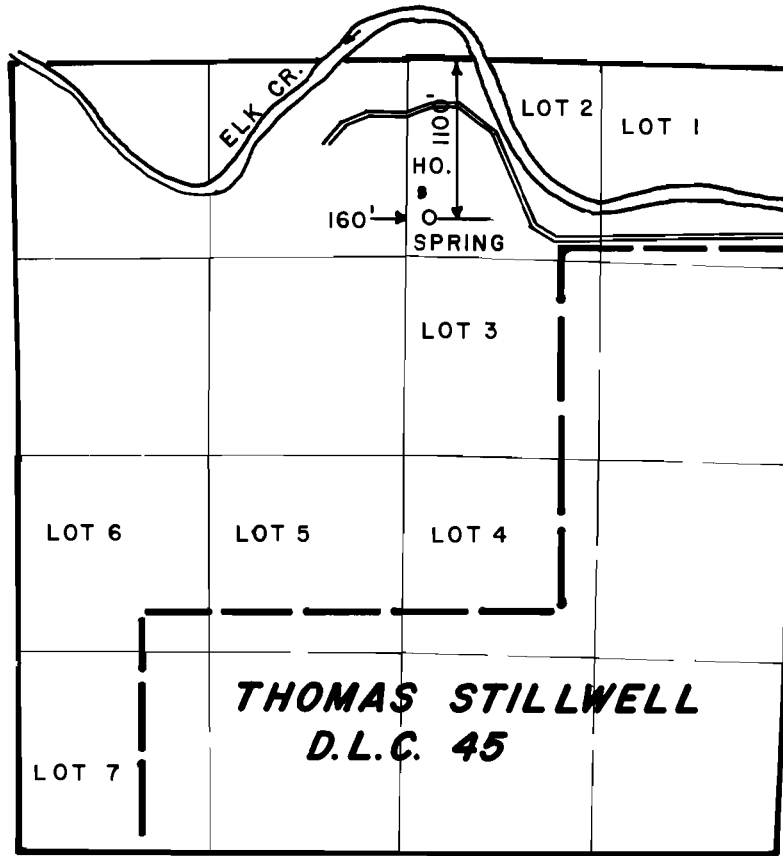 ELK CR.
1100'
LOT 2
LOT 1
HO.
160'
SPRING
LOT 3
LOT 6
LOT 5
LOT 4
THOMAS STILLWELL
D.L.C. 45
LOT 7